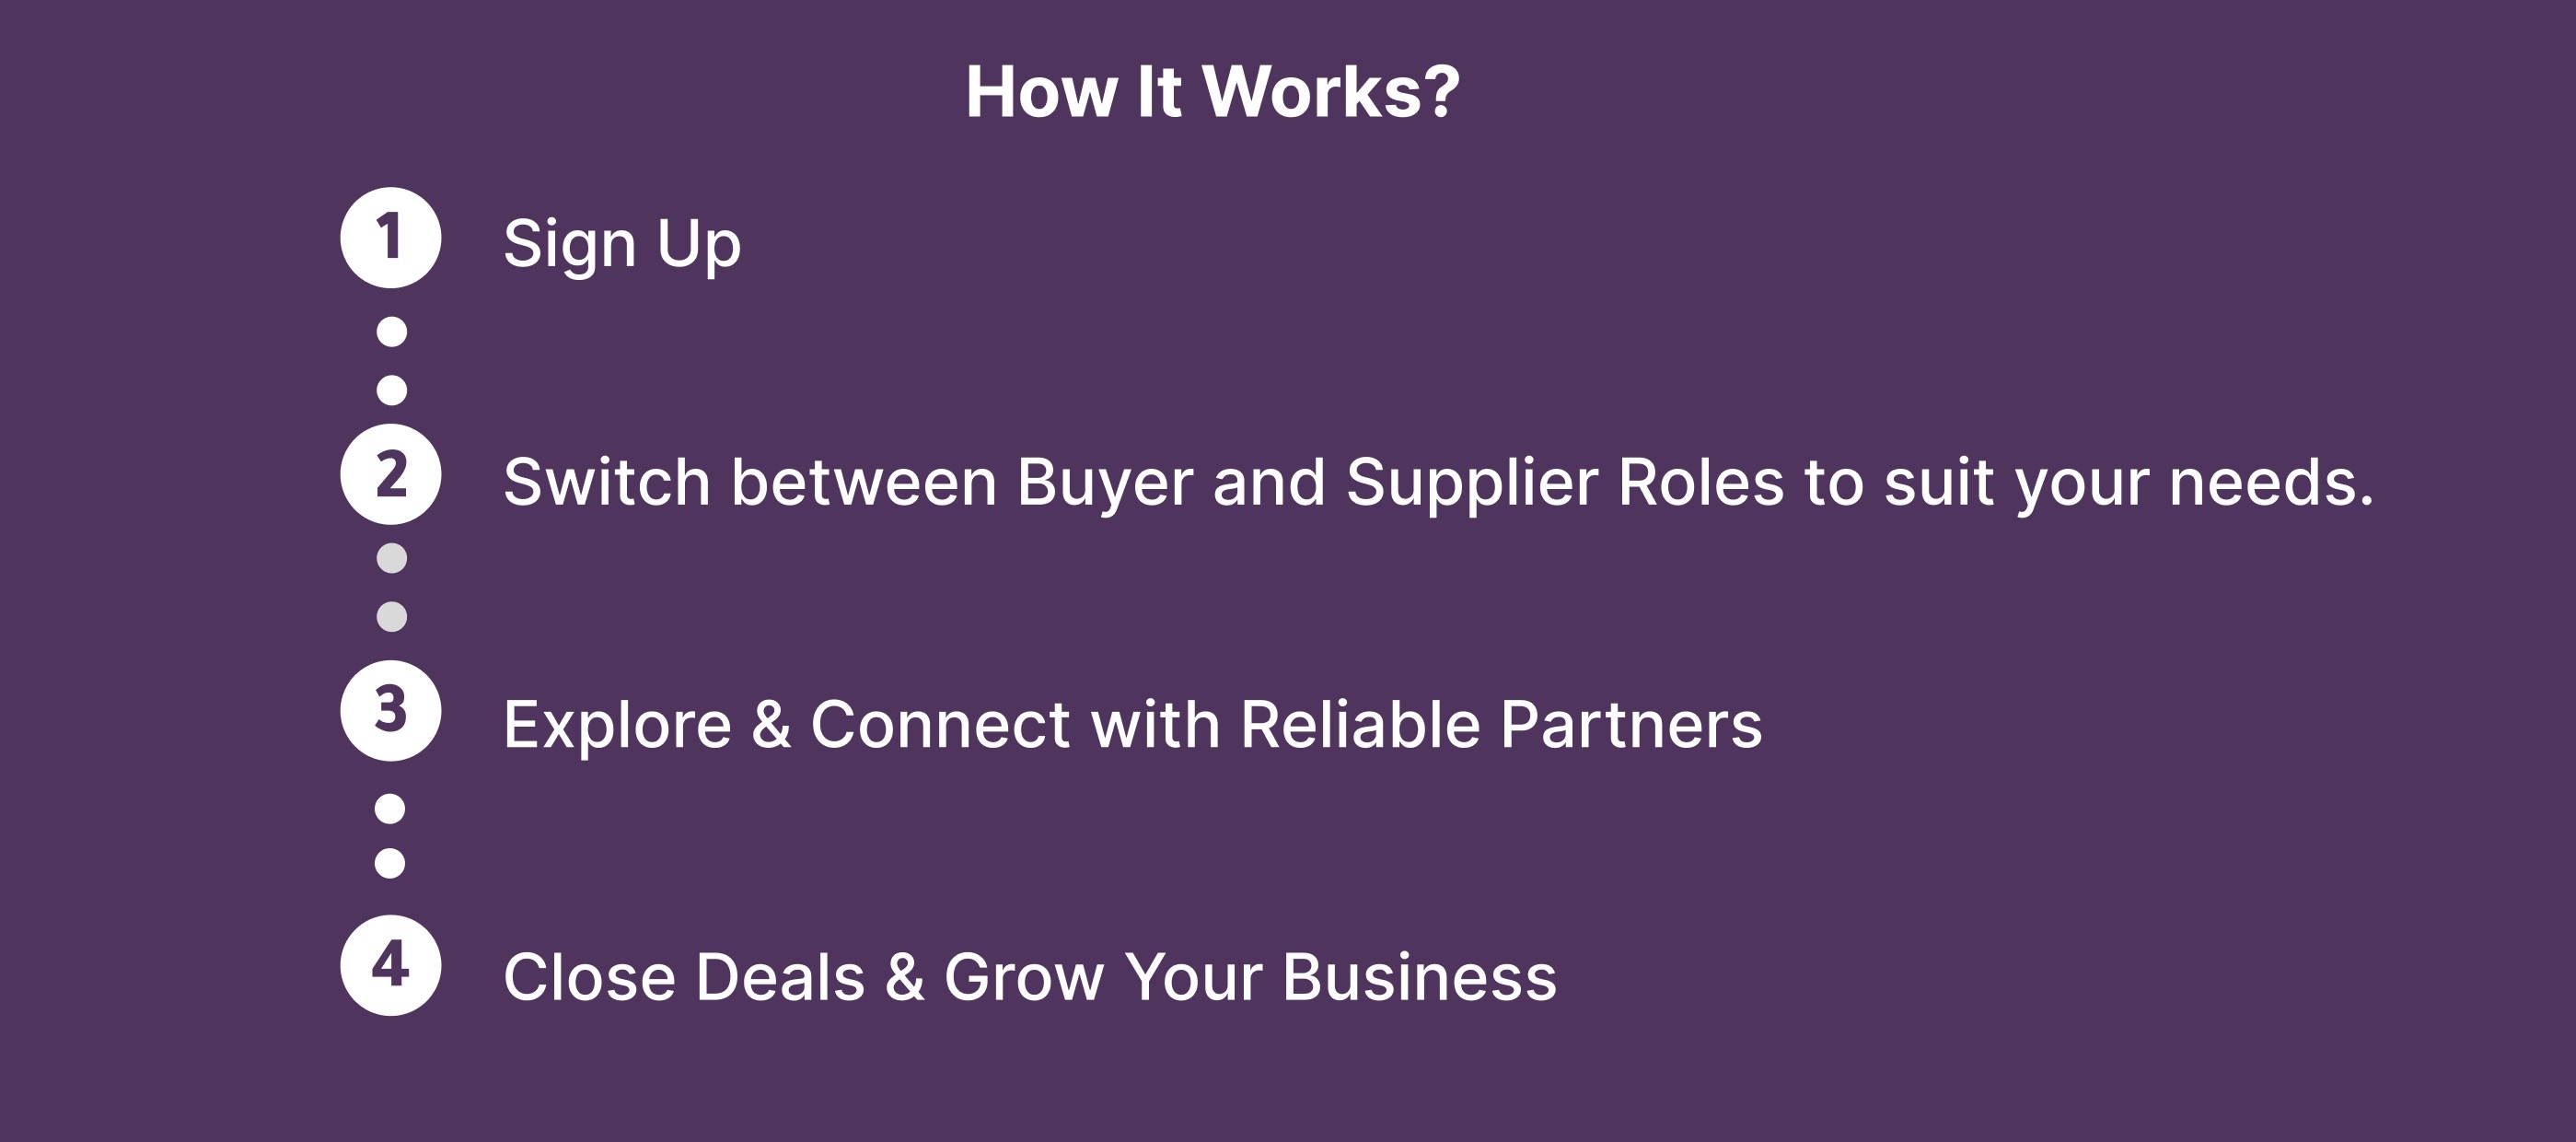 How It Works?
1 Sign Up
2 Switch between Buyer and Supplier Roles to suit your needs.
3 Explore & Connect with Reliable Partners
4 Close Deals & Grow Your Business